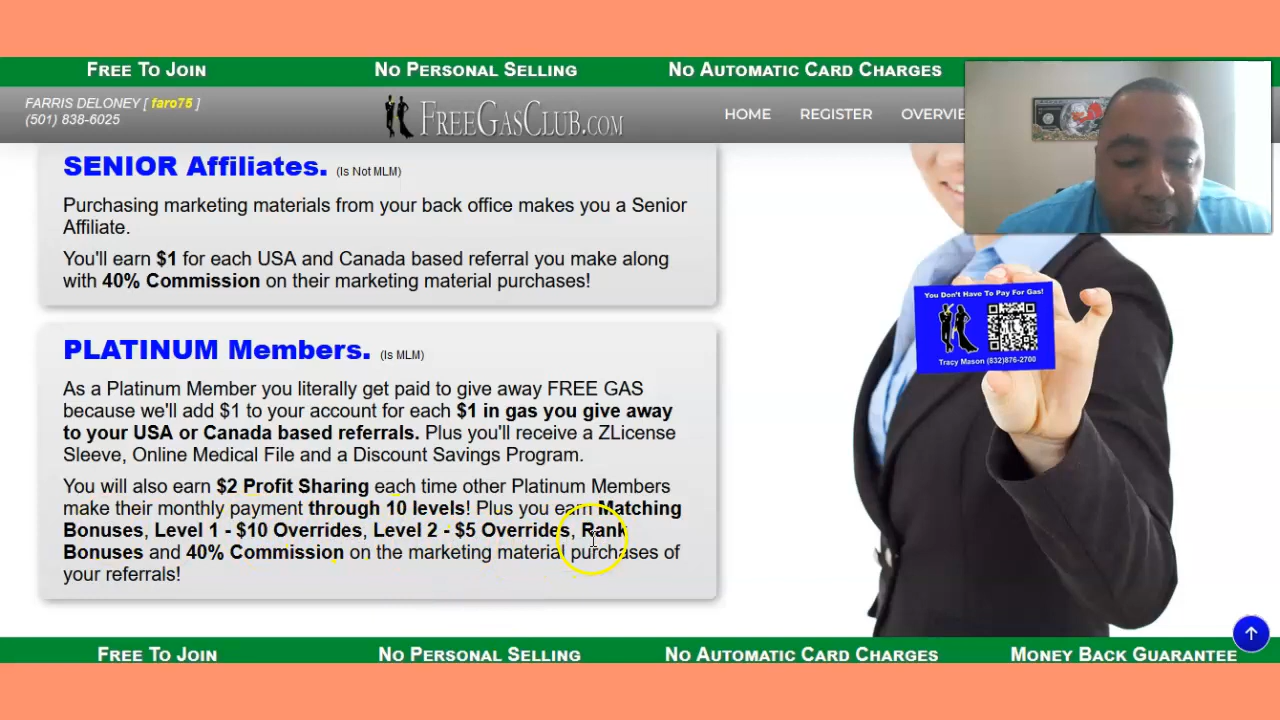 FREE TO JOIN NO PERSONAL SELLING NO AUTOMATIC CARD CHARGES
FARRIS DELONEY [ faro75 ]
(501) 838-6025
FREEGASCLUB.COM
HOME REGISTER OVERVIE
SENIOR Affiliates. (Is Not MLM)
Purchasing marketing materials from your back office makes you a Senior
Affiliate.
You'll earn $1 for each USA and Canada based referral you make along
with 40% Commission on their marketing material purchases!
PLATINUM Members. (Is MLM)
As a Platinum Member you literally get paid to give away FREE GAS
because we'll add $1 to your account for each $1 in gas you give away
to your USA or Canada based referrals. Plus you'll receive a ZLicense
Sleeve, Online Medical File and a Discount Savings Program.
You will also earn $2 Profit Sharing each time other Platinum Members
make their monthly payment through 10 levels! Plus you earn Matching
Bonuses, Level 1 - $10 Overrides, Level 2 - $5 Overrides, Rank
Bonuses and 40% Commission on the marketing material purchases of
your referrals!
You Don't Have To Pay For Gas!
Tracy Mason (832)876-2700
FREE TO JOIN NO PERSONAL SELLING NO AUTOMATIC CARD CHARGES MONEY BACK GUARANTEE